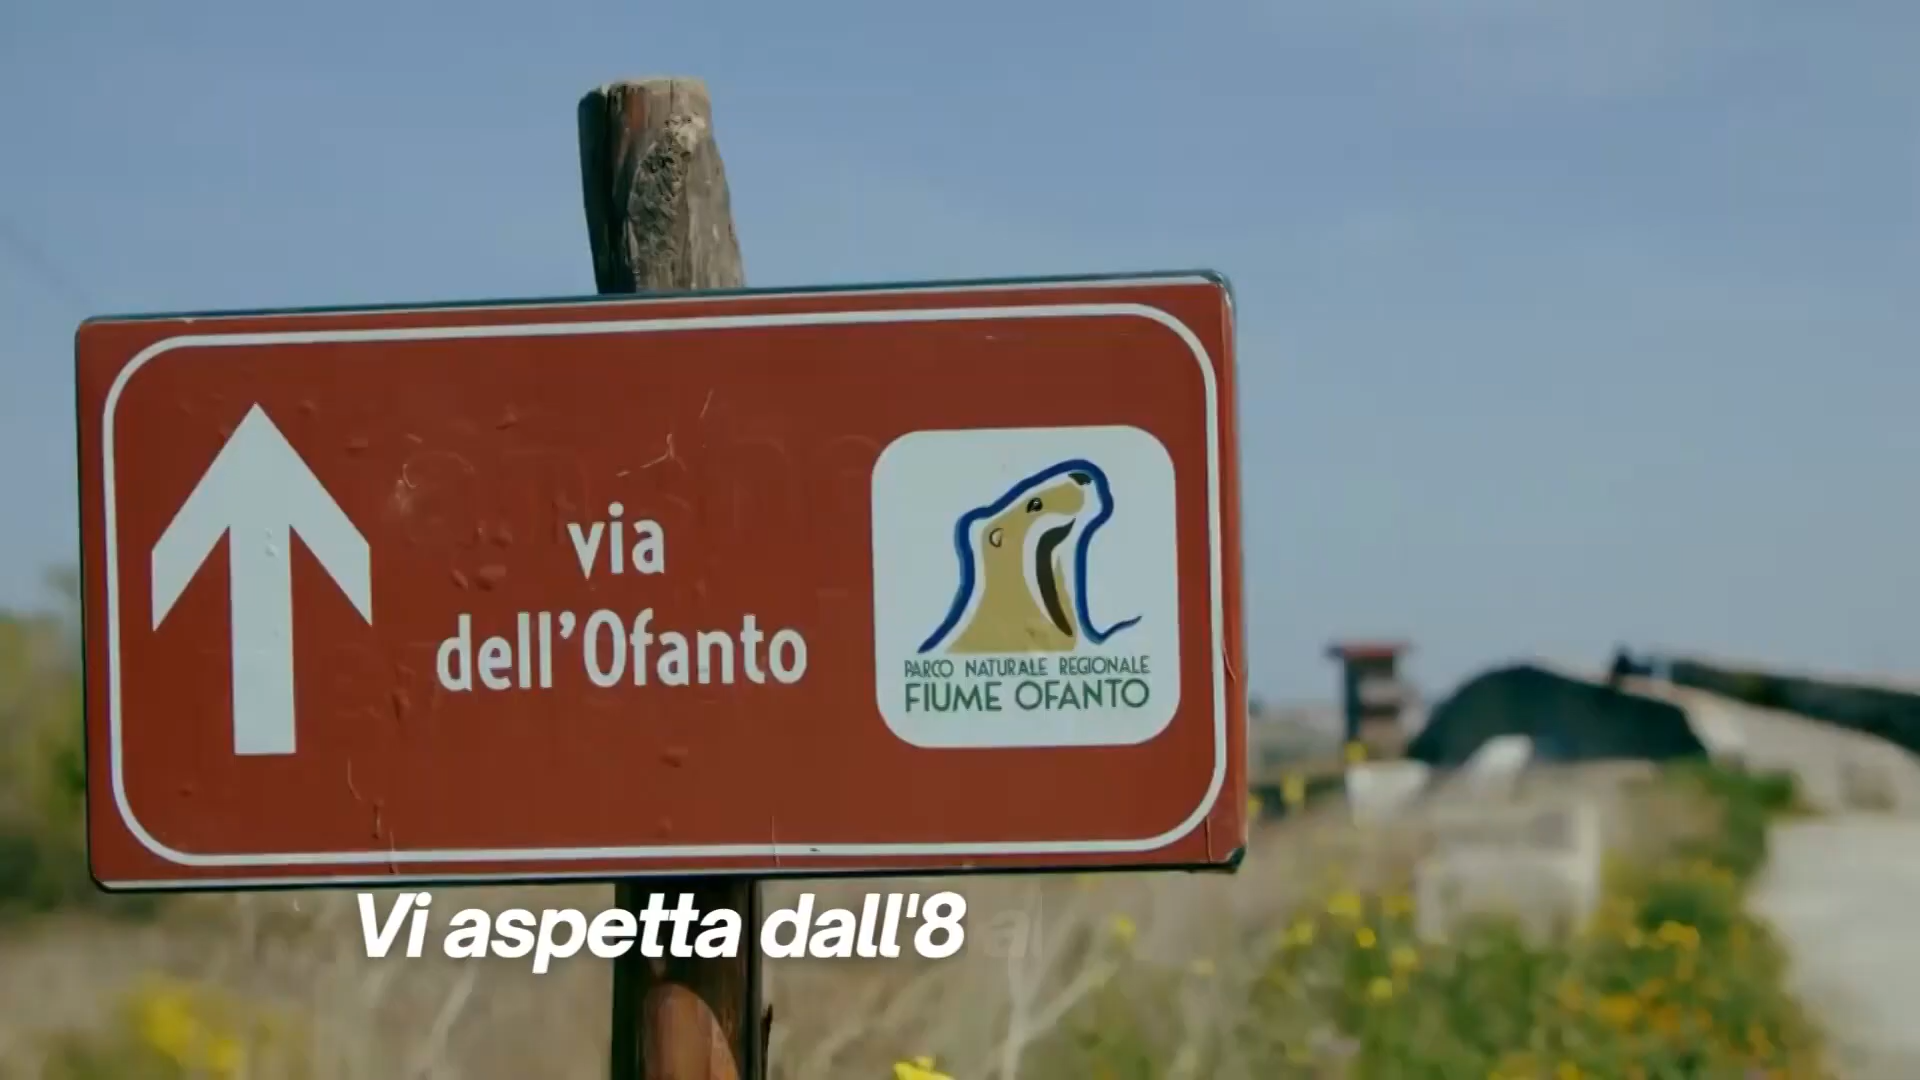 via
dell'Ofanto
PARCO NATURALE REGIONALE
FIUME OFANTO
Vi aspetta dall'8